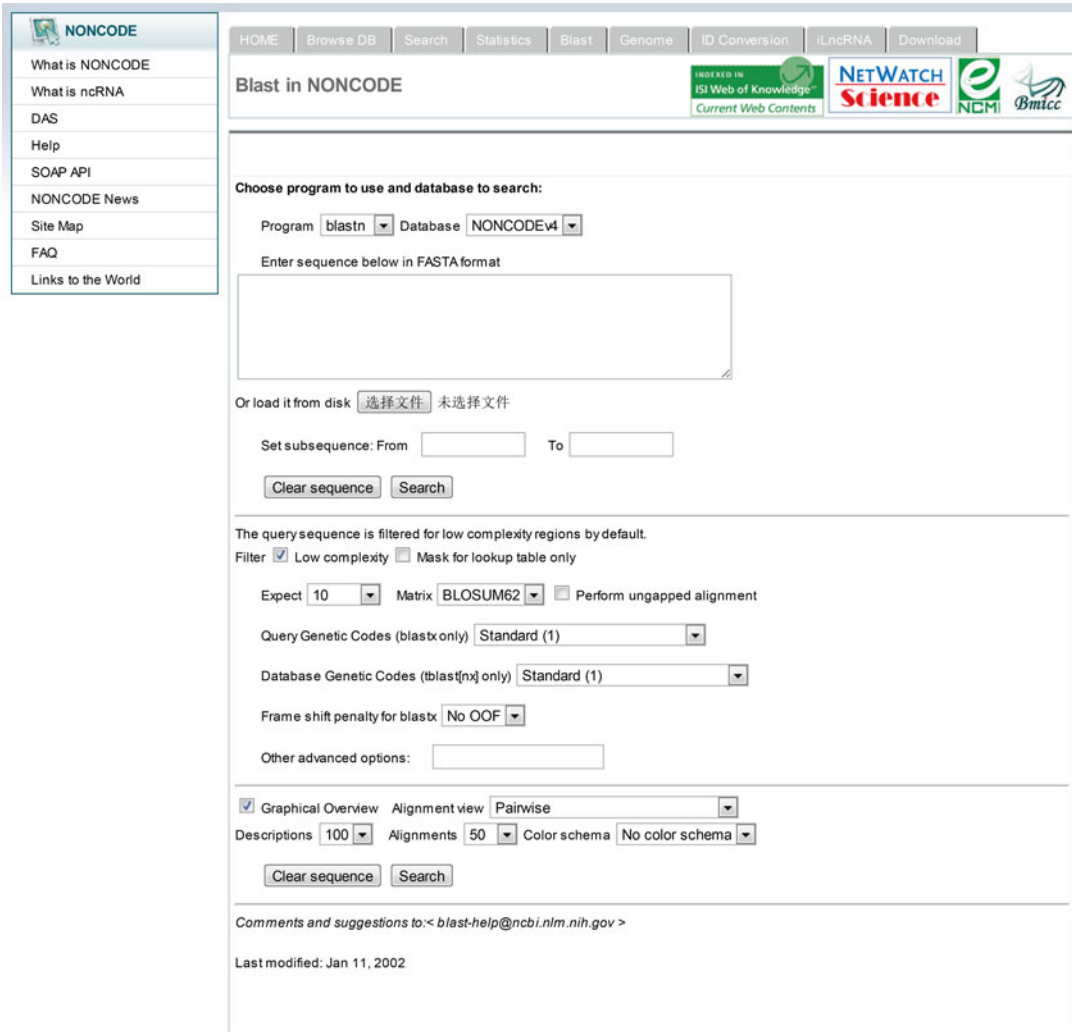 NONCODE
What is NONCODE
What is ncRNA
DAS
Help
SOAP API
NONCODE News
Site Map
FAQ
Links to the World
HOME Browse DB Search Statistics Blast Genome ID Conversion iLncRNA Download
Blast in NONCODE
INDEXED IN
ISI Web of Knowledge
Current Web Contents
NETWATCH
Science
NCMI
Bmicc
Choose program to use and database to search:
Program blastn Database NONCODEv4
Enter sequence below in FASTA format
Or load it from disk 选择文件 未选择文件
Set subsequence: From To
Clear sequence Search
The query sequence is filtered for low complexity regions by default.
Filter Low complexity Mask for lookup table only
Expect 10 Matrix BLOSUM62 Perform ungapped alignment
Query Genetic Codes (blastx only) Standard (1)
Database Genetic Codes (tblast[nx] only) Standard (1)
Frame shift penalty for blastx No OOF
Other advanced options:
Graphical Overview Alignment view Pairwise
Descriptions 100 Alignments 50 Color schema No color schema
Clear sequence Search
Comments and suggestions to:< blast-help@ncbi.nlm.nih.gov >
Last modified: Jan 11, 2002